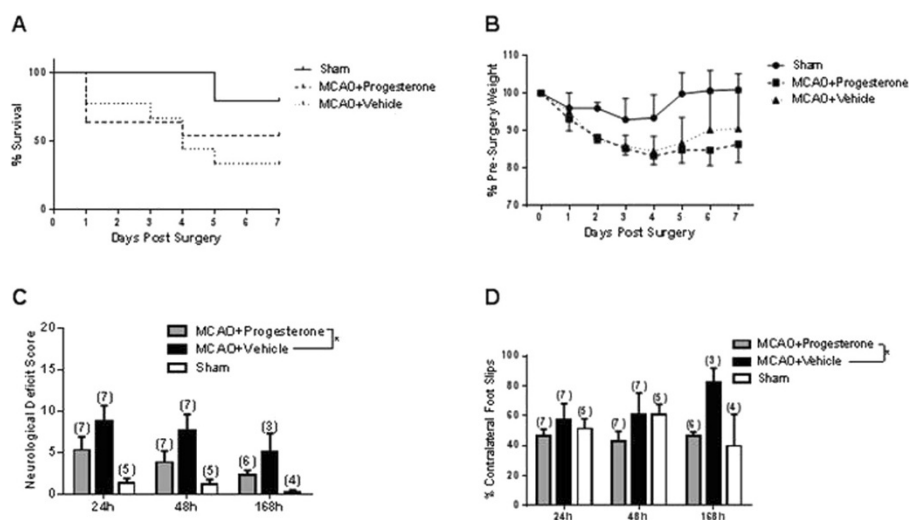 A
100
50
0
% Survival
0 1 2 3 4 5 6 7
Days Post Surgery
Sham
MCAO+Progesterone
MCAO+Vehicle
B
110
100
90
80
70
% Pre-Surgery Weight
0 1 2 3 4 5 6 7
Days Post Surgery
Sham
MCAO+Progesterone
MCAO+Vehicle
C
20
15
10
5
0
Neurological Deficit Score
MCAO+Progesterone
MCAO+Vehicle
Sham
*
(7) (7) (5) (7) (7) (5) (6) (3) (4)
24h 48h 168h
D
100
80
60
40
20
0
% Contralateral Foot Slips
MCAO+Progesterone
MCAO+Vehicle
Sham
*
(7) (7) (5) (7) (7) (5) (6) (3) (4)
24h 48h 168h